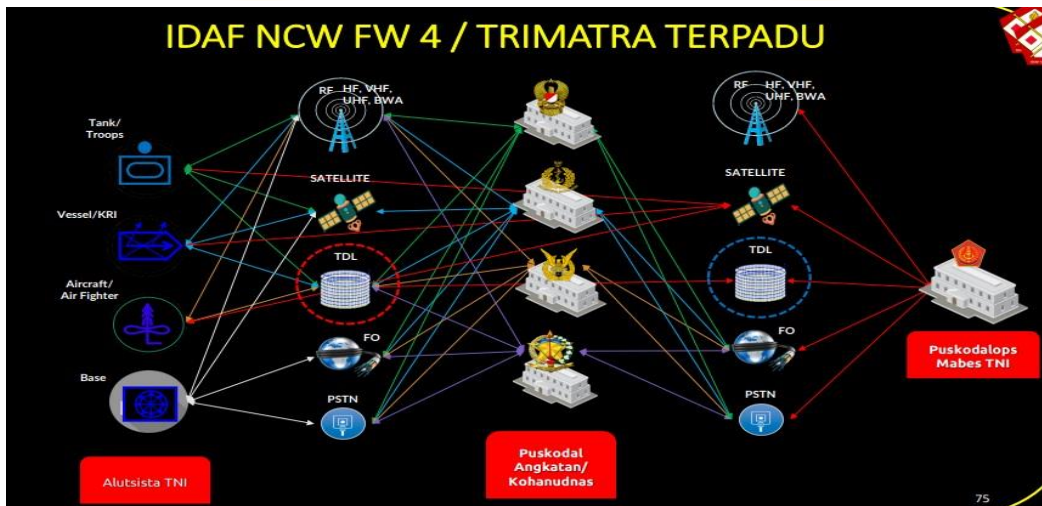 IDAF NCW FW 4 / TRIMATRA TERPADU
Tank/
Troops
Vessel/KRI
Aircraft/
Air Fighter
Base
Alutsista TNI
RF HF, VHF,
UHF, BWA
SATELLITE
TDL
FO
PSTN
Puskodal
Angkatan/
Kohanudnas
RF HF, VHF,
UHF, BWA
SATELLITE
TDL
FO
PSTN
Puskodalops
Mabes TNI
75